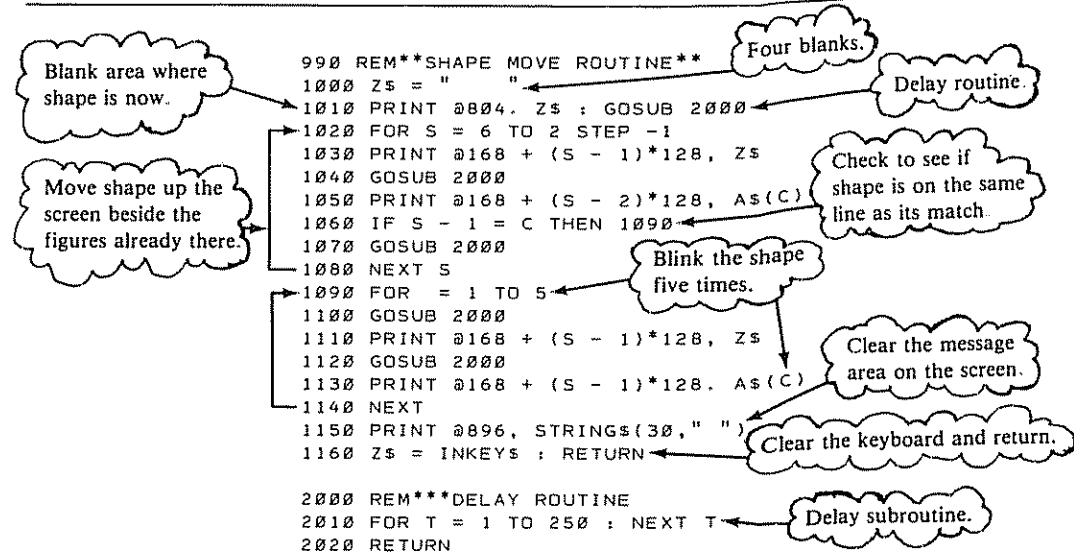 Blank area where
shape is now.
Move shape up the
screen beside the
figures already there.
990 REM**SHAPE MOVE ROUTINE**
1000 Z$ = "    "
1010 PRINT @804. Z$ : GOSUB 2000
1020 FOR S = 6 TO 2 STEP -1
1030 PRINT @168 + (S - 1)*128, Z$
1040 GOSUB 2000
1050 PRINT @168 + (S - 2)*128, A$(C)
1060 IF S - 1 = C THEN 1090
1070 GOSUB 2000
1080 NEXT S
1090 FOR   = 1 TO 5
1100 GOSUB 2000
1110 PRINT @168 + (S - 1)*128, Z$
1120 GOSUB 2000
1130 PRINT @168 + (S - 1)*128. A$(C)
1140 NEXT
1150 PRINT @896, STRING$(30," ")
1160 Z$ = INKEY$ : RETURN
2000 REM***DELAY ROUTINE
2010 FOR T = 1 TO 250 : NEXT T
2020 RETURN
Four blanks.
Delay routine.
Check to see if
shape is on the same
line as its match.
Blink the shape
five times.
Clear the message
area on the screen.
Clear the keyboard and return.
Delay subroutine.